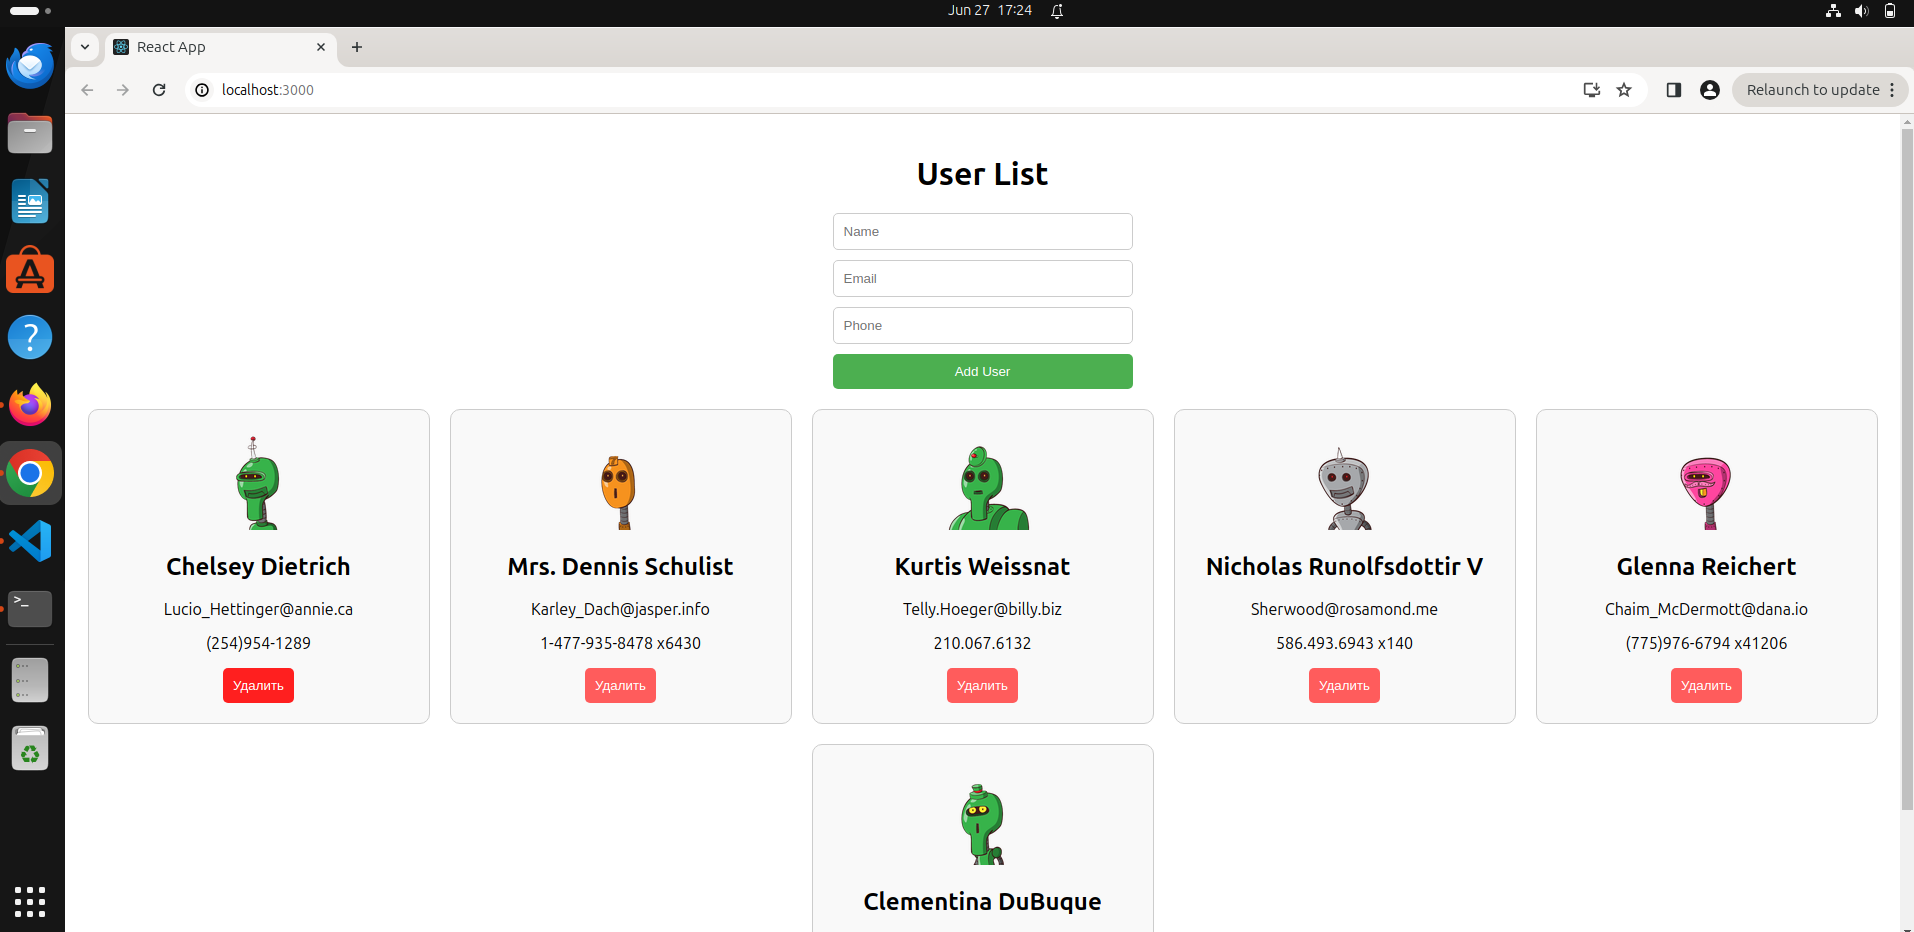 Jun 27 17:24
React App
localhost:3000
Relaunch to update
User List
Name
Email
Phone
Add User
Chelsey Dietrich
Lucio_Hettinger@annie.ca
(254)954-1289
Удалить
Mrs. Dennis Schulist
Karley_Dach@jasper.info
1-477-935-8478 x6430
Удалить
Kurtis Weissnat
Telly.Hoeger@billy.biz
210.067.6132
Удалить
Nicholas Runolfsdottir V
Sherwood@rosamond.me
586.493.6943 x140
Удалить
Glenna Reichert
Chaim_McDermott@dana.io
(775)976-6794 x41206
Удалить
Clementina DuBuque